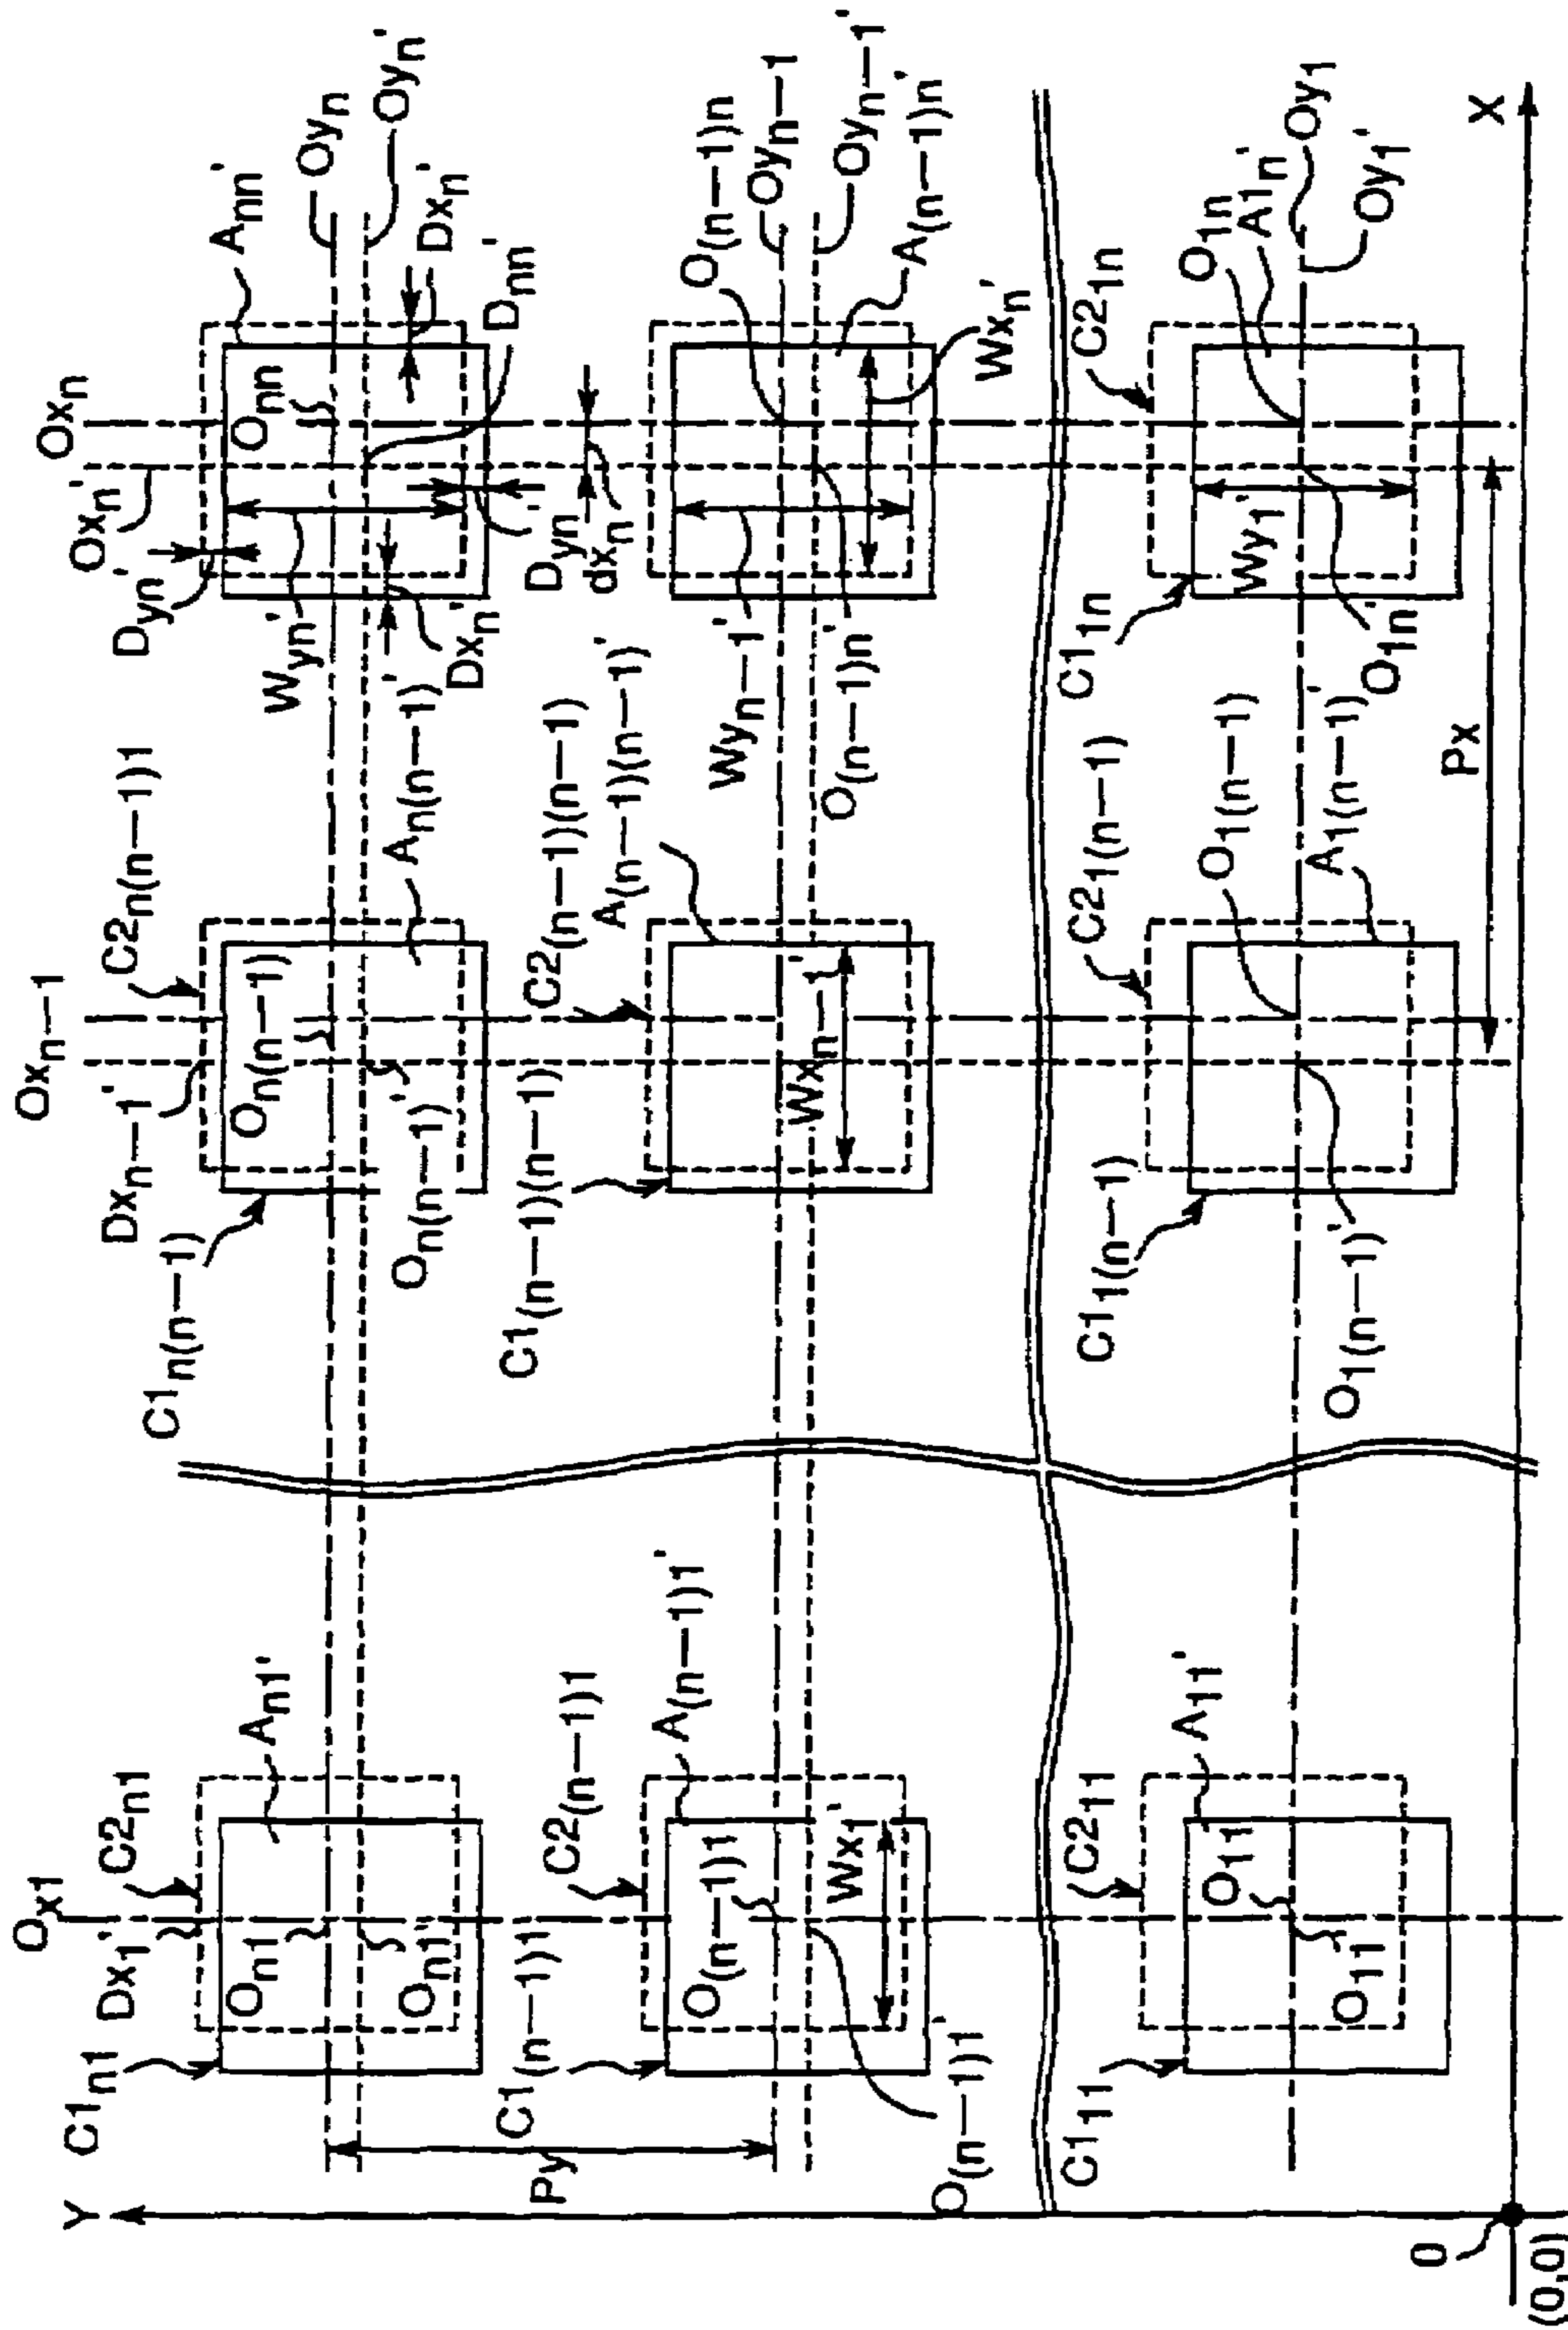 Y
X
0
(0,0)
Px
Py
Ox1
Dx1'
Oxn−1
Dxn−1'
Oxn
Oxn'
C1n1
C2n1
An1'
On1
On1'
C1n(n−1)
C2n(n−1)1
On(n−1)
On(n−1)'
An(n−1)'
Dyn'
Wyn'
Onn
Ann'
Oyn
Oyn'
Dxn'
Dnn'
Dxn'
Dyn'
dxn'
C1(n−1)1
C2(n−1)1
A(n−1)1'
O(n−1)1
Wx1'
O(n−1)1'
C1(n−1)(n−1)
C2(n−1)(n−1)
A(n−1)(n−1)'
Wxn−1'
Wyn−1'
O(n−1)n'
O(n−1)n
Oyn−1
Oyn−1'
A(n−1)n'
Wxn'
C111
C211
A11'
O11
O11'
C11(n−1)
C21(n−1)
O1(n−1)
A1(n−1)'
O1(n−1)'
C11n
C21n
Wy1'
O1n
A1n'
Oy1
Oy1'
O1n'